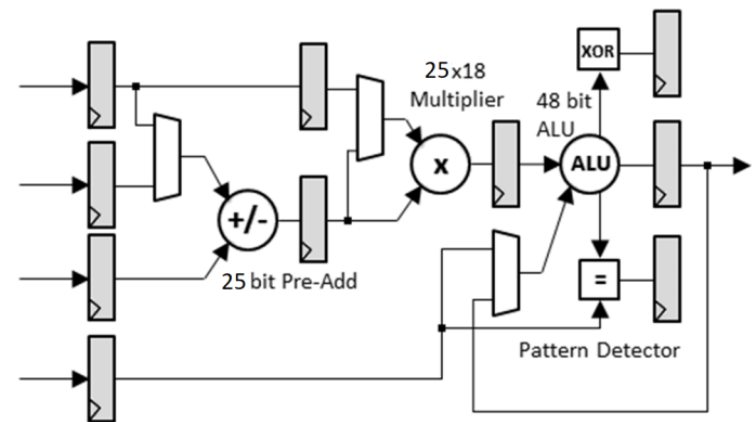 XOR
25x18
Multiplier
48 bit
ALU
x
ALU
+/-
25 bit Pre-Add
=
Pattern Detector